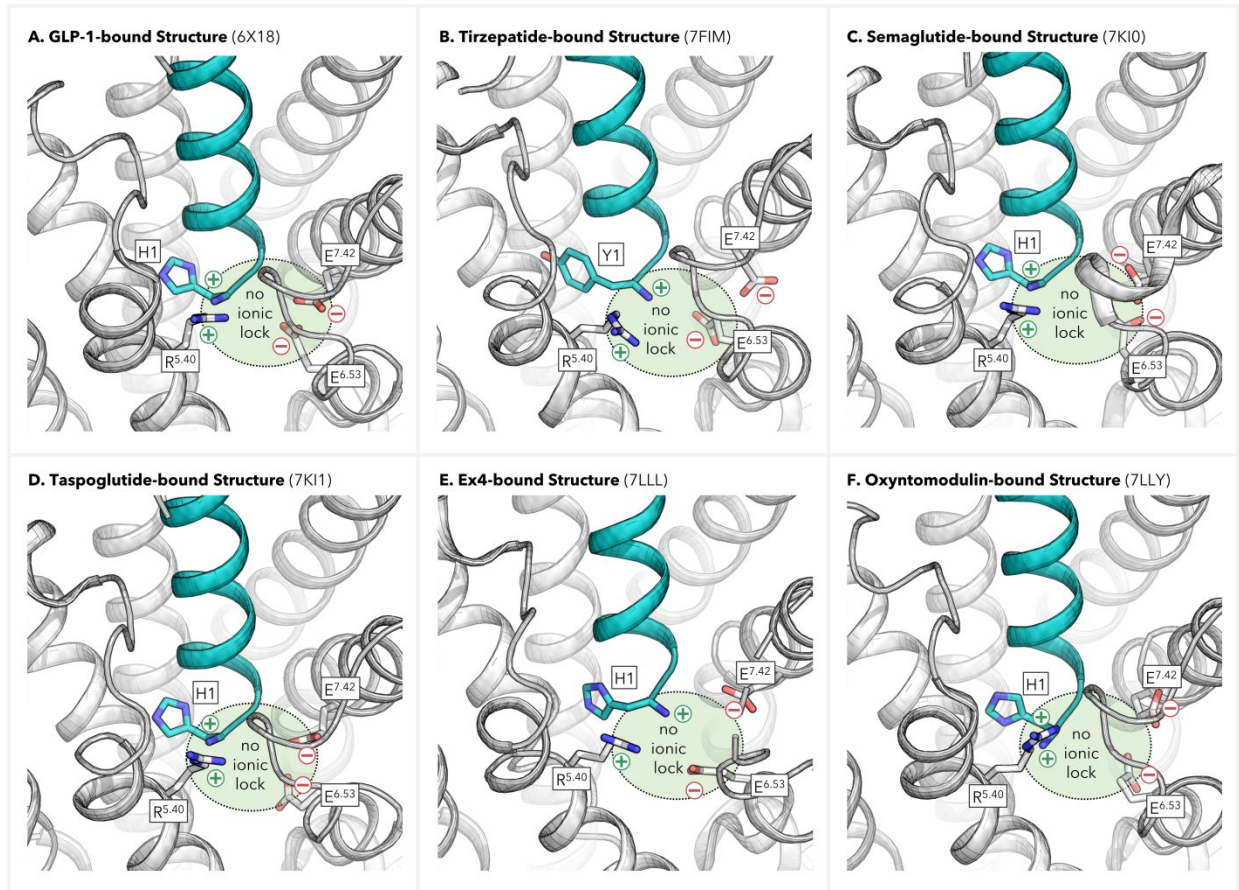 A. GLP-1-bound Structure (6X18)
H1
+
E7.42
no
ionic
lock
−
+
−
R5.40
E6.53
B. Tirzepatide-bound Structure (7FIM)
Y1
E7.42
+
−
no
ionic
lock
−
+
R5.40
E6.53
C. Semaglutide-bound Structure (7KI0)
H1
E7.42
−
+
no
ionic
lock
−
+
R5.40
E6.53
D. Taspoglutide-bound Structure (7KI1)
H1
E7.42
+
no
ionic
lock
−
+
−
R5.40
E6.53
E. Ex4-bound Structure (7LLL)
H1
E7.42
+
−
no
ionic
lock
+
−
R5.40
E6.53
F. Oxyntomodulin-bound Structure (7LLY)
H1
E7.42
+
−
no
ionic
lock
+
−
R5.40
E6.53